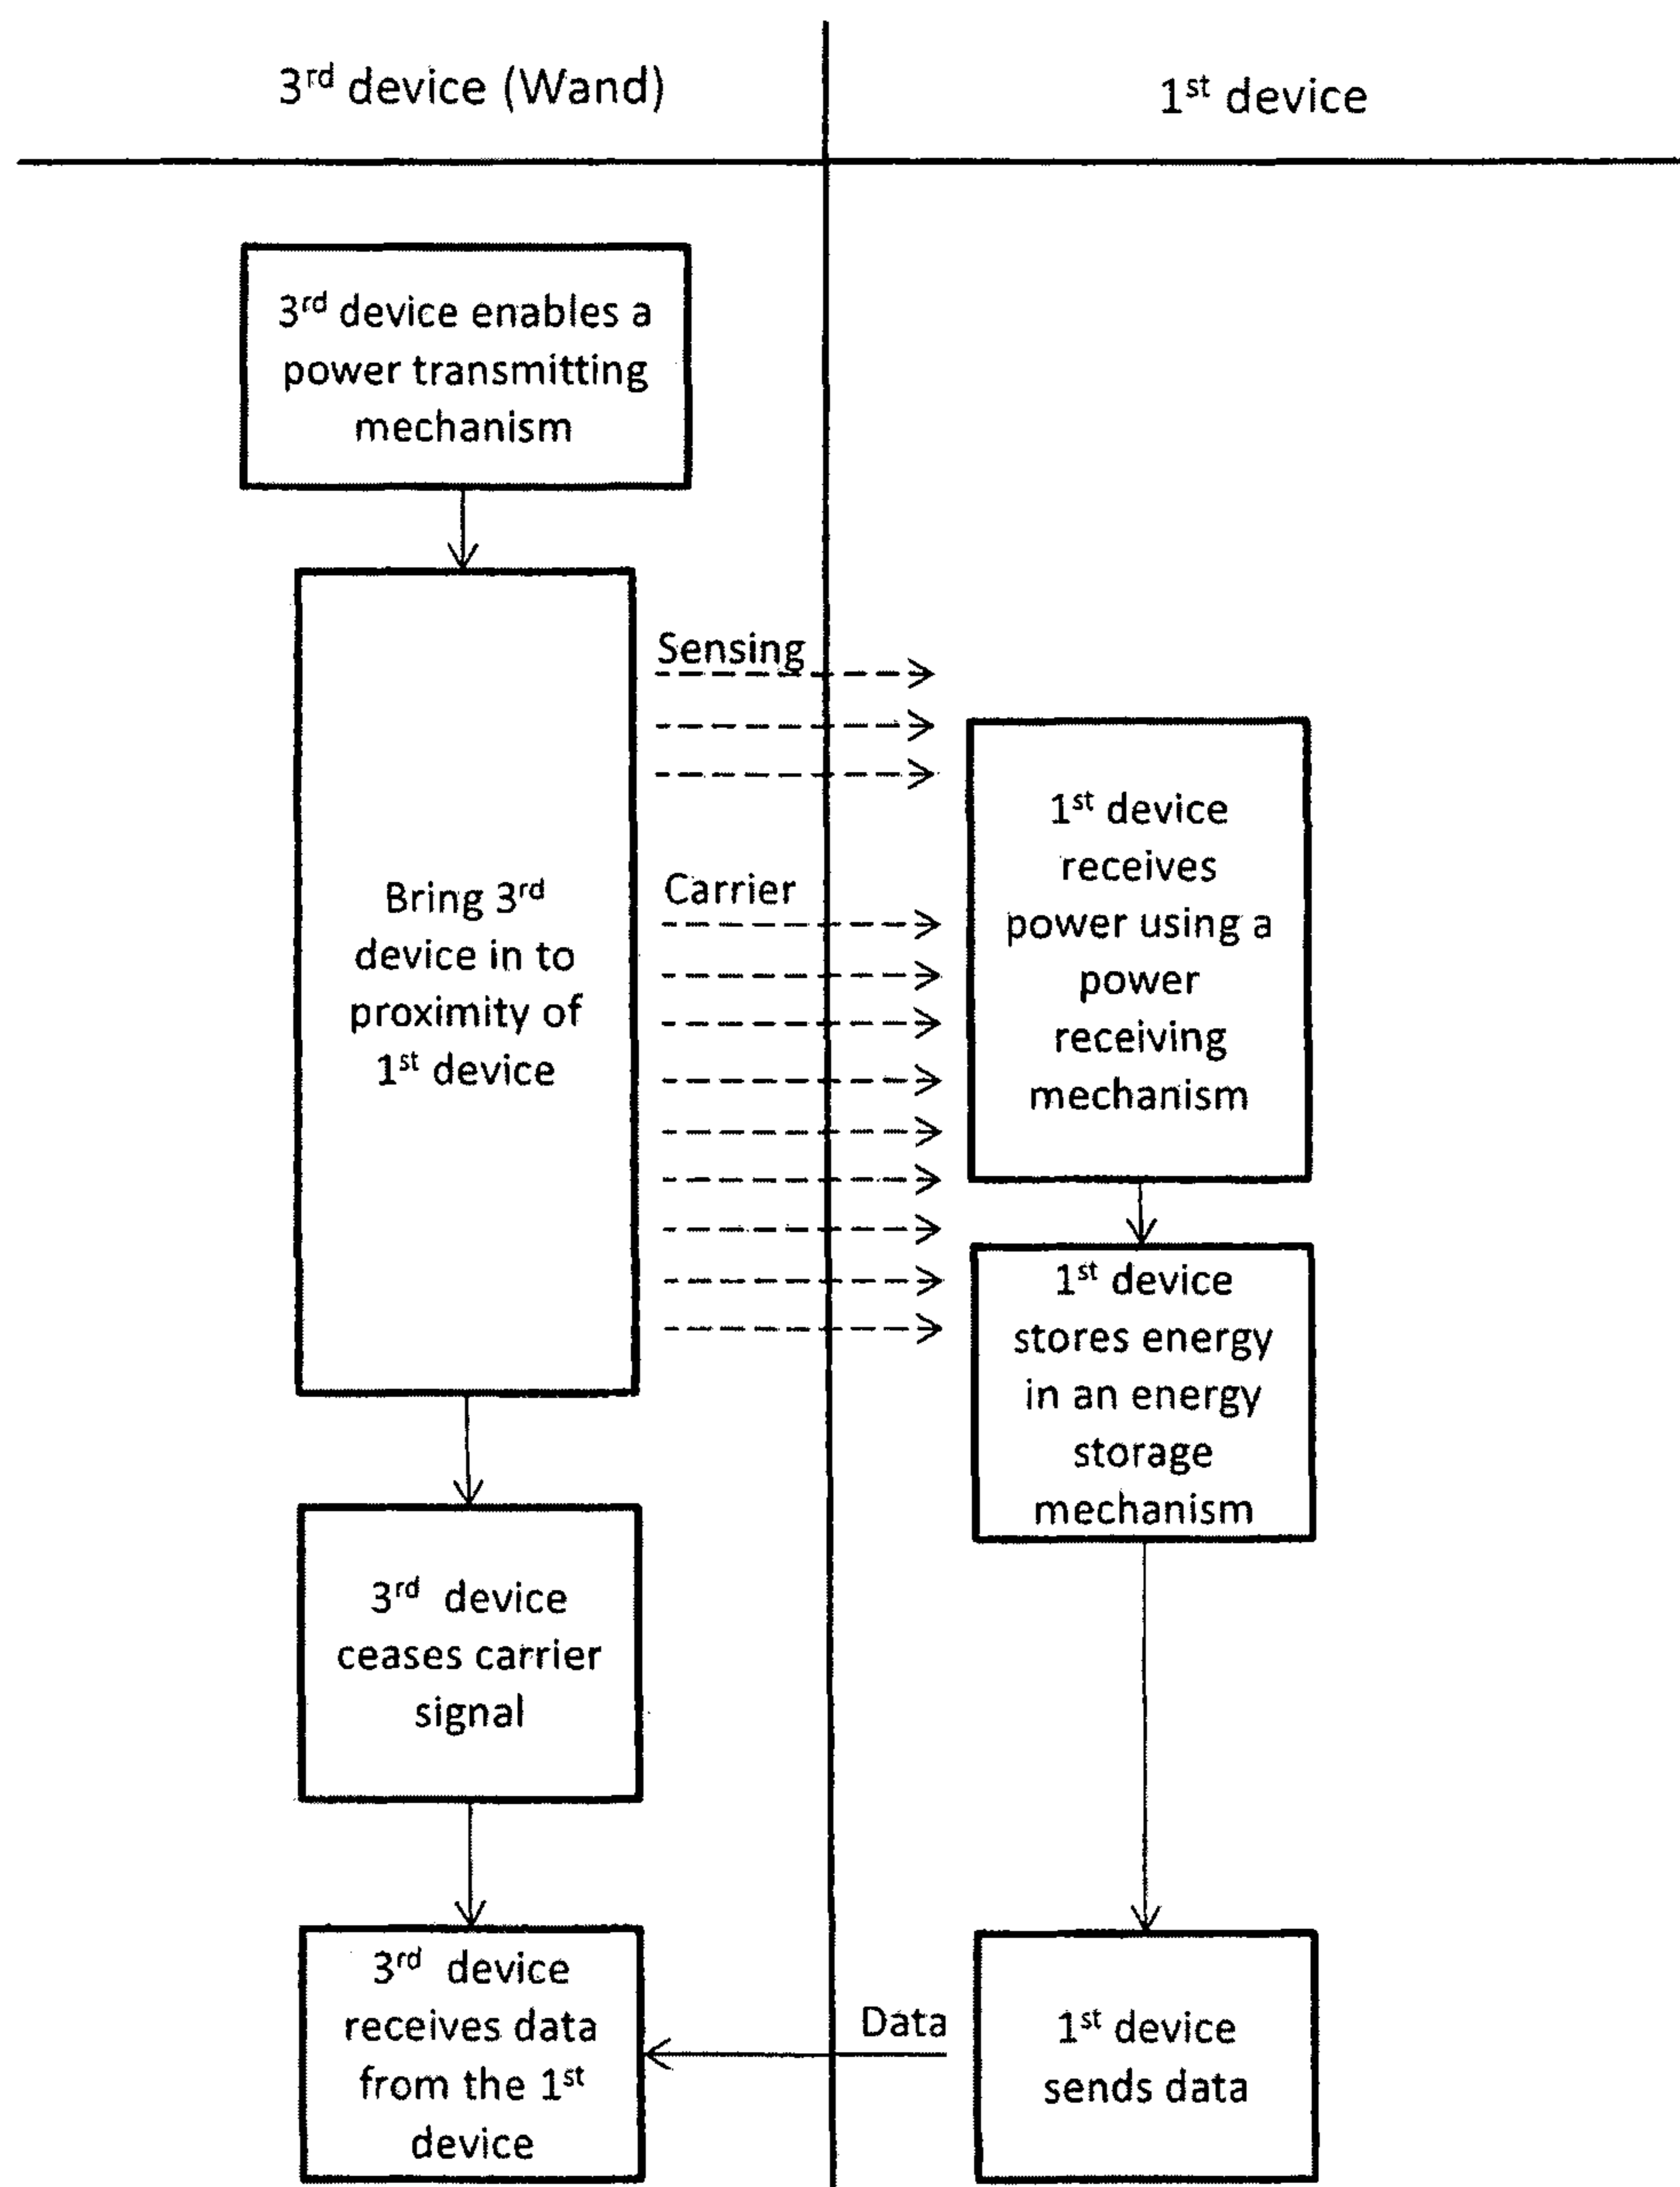 3rd device (Wand)
1st device
3rd device enables a
power transmitting
mechanism
Bring 3rd
device in to
proximity of
1st device
Sensing
Carrier
1st device
receives
power using a
power
receiving
mechanism
1st device
stores energy
in an energy
storage
mechanism
3rd device
ceases carrier
signal
3rd device
receives data
from the 1st
device
Data
1st device
sends data